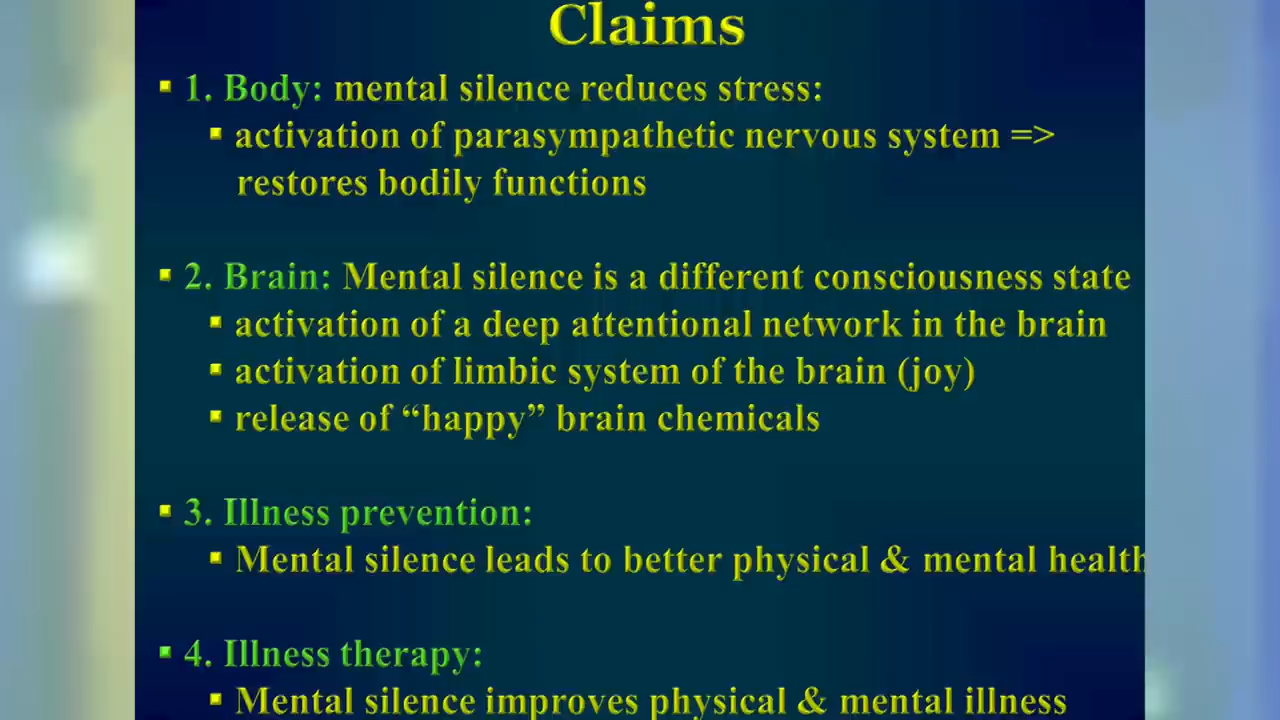 Claims
▪ 1. Body: mental silence reduces stress:
▪ activation of parasympathetic nervous system =>
restores bodily functions
▪ 2. Brain: Mental silence is a different consciousness state
▪ activation of a deep attentional network in the brain
▪ activation of limbic system of the brain (joy)
▪ release of “happy” brain chemicals
▪ 3. Illness prevention:
▪ Mental silence leads to better physical & mental health
▪ 4. Illness therapy:
▪ Mental silence improves physical & mental illness